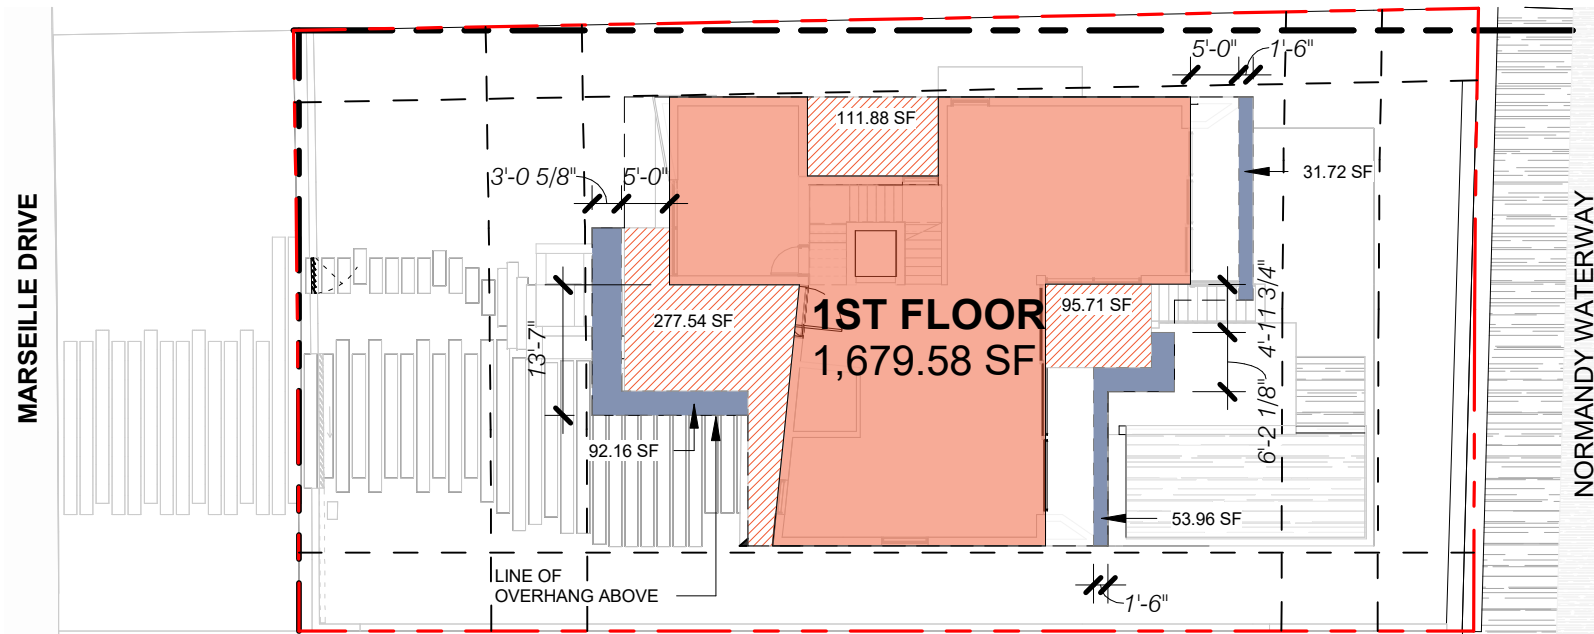 5'-0"
1'-6"
111.88 SF
31.72 SF
3'-0 5/8"
5'-0"
MARSEILLE DRIVE
NORMANDY WATERWAY
277.54 SF
1ST FLOOR
1,679.58 SF
95.71 SF
4'-11 3/4"
13'-7"
6'-2 1/8"
92.16 SF
53.96 SF
LINE OF
OVERHANG ABOVE
1'-6"